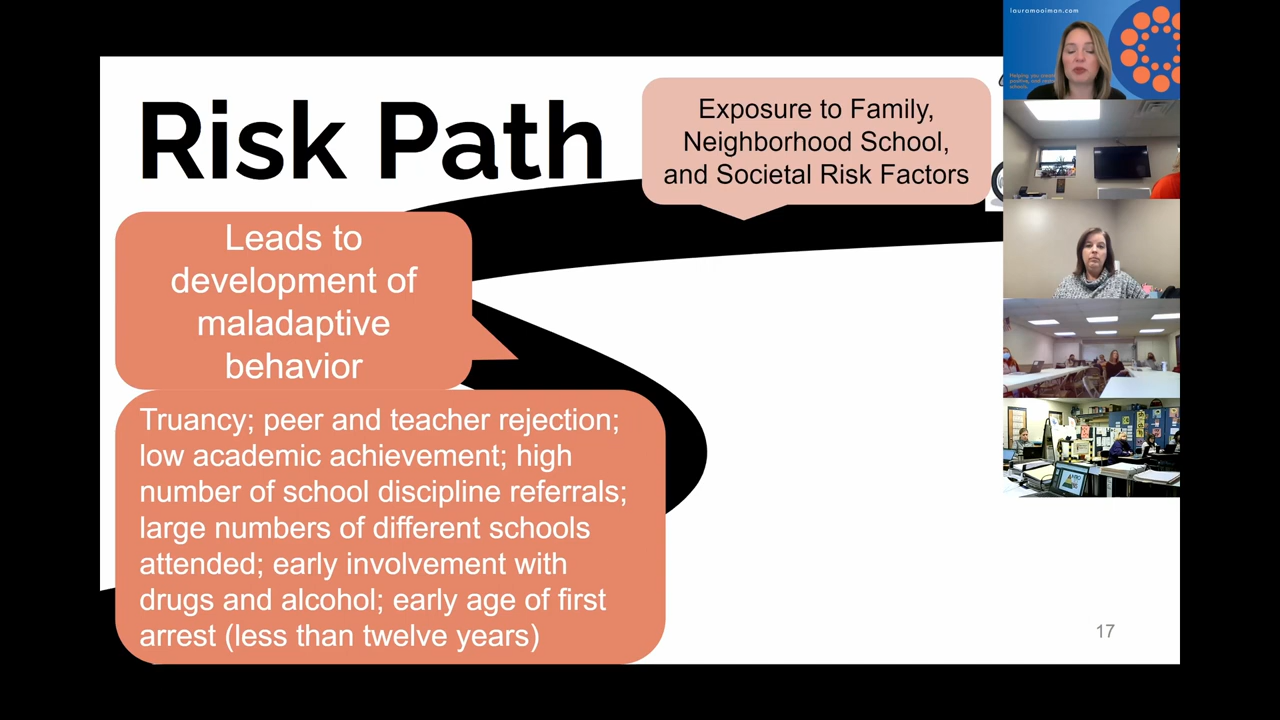 lauramooiman.com
Risk Path
Exposure to Family,
Neighborhood School,
and Societal Risk Factors
Leads to
development of
maladaptive
behavior
Truancy; peer and teacher rejection;
low academic achievement; high
number of school discipline referrals;
large numbers of different schools
attended; early involvement with
drugs and alcohol; early age of first
arrest (less than twelve years)
17